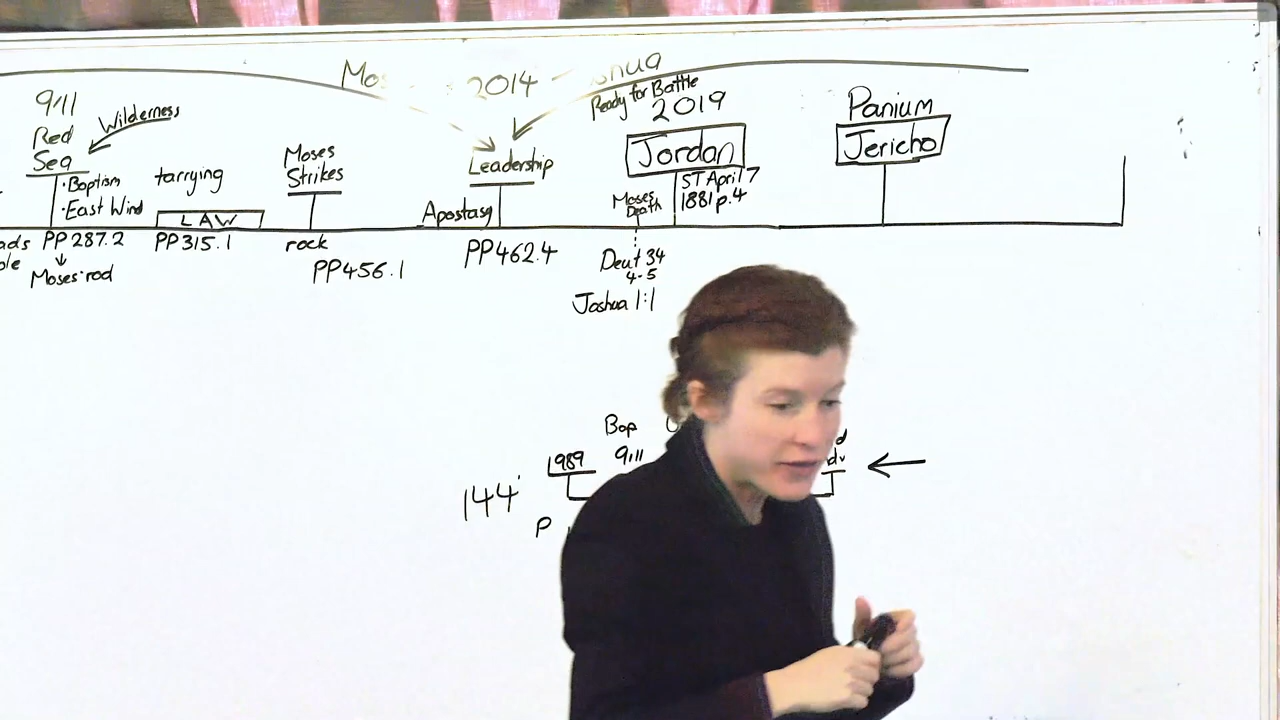 2014 -
9/11
Red
Sea
Wilderness
• Baptism
• East Wind
tarrying
LAW
Moses
Strikes
Leadership
Apostasy
Ready for Battle
2019
Jordan
Moses
Death
ST April 7
1881 p.4
Panium
Jericho
PP 287.2
↓
Moses' rod
PP 315.1
rock
PP 456.1
PP 462.4
Deut 34
4-5
Joshua 1:1
Bap
1989
9/11
144
P